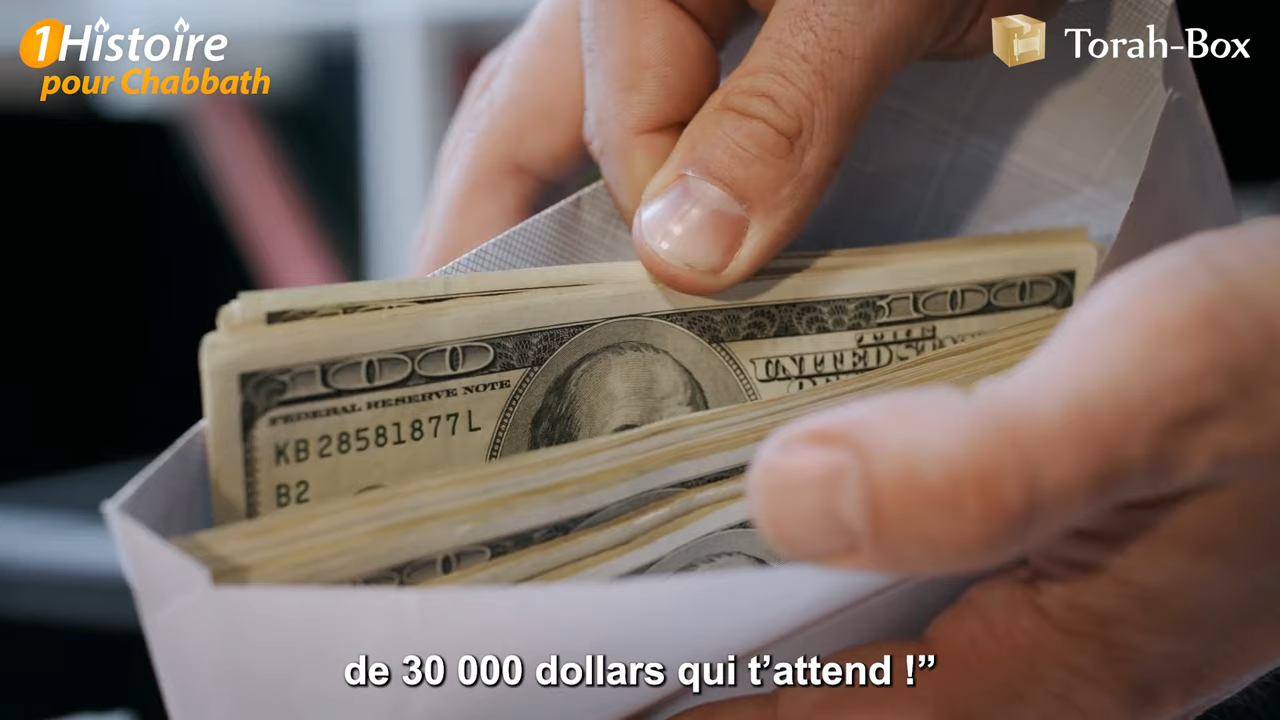 1Histoire
pour Chabbath
Torah-Box
100
100
FEDERAL RESERVE NOTE
THE
UNITED
KB28581877L
B2
de 30 000 dollars qui t’attend !”